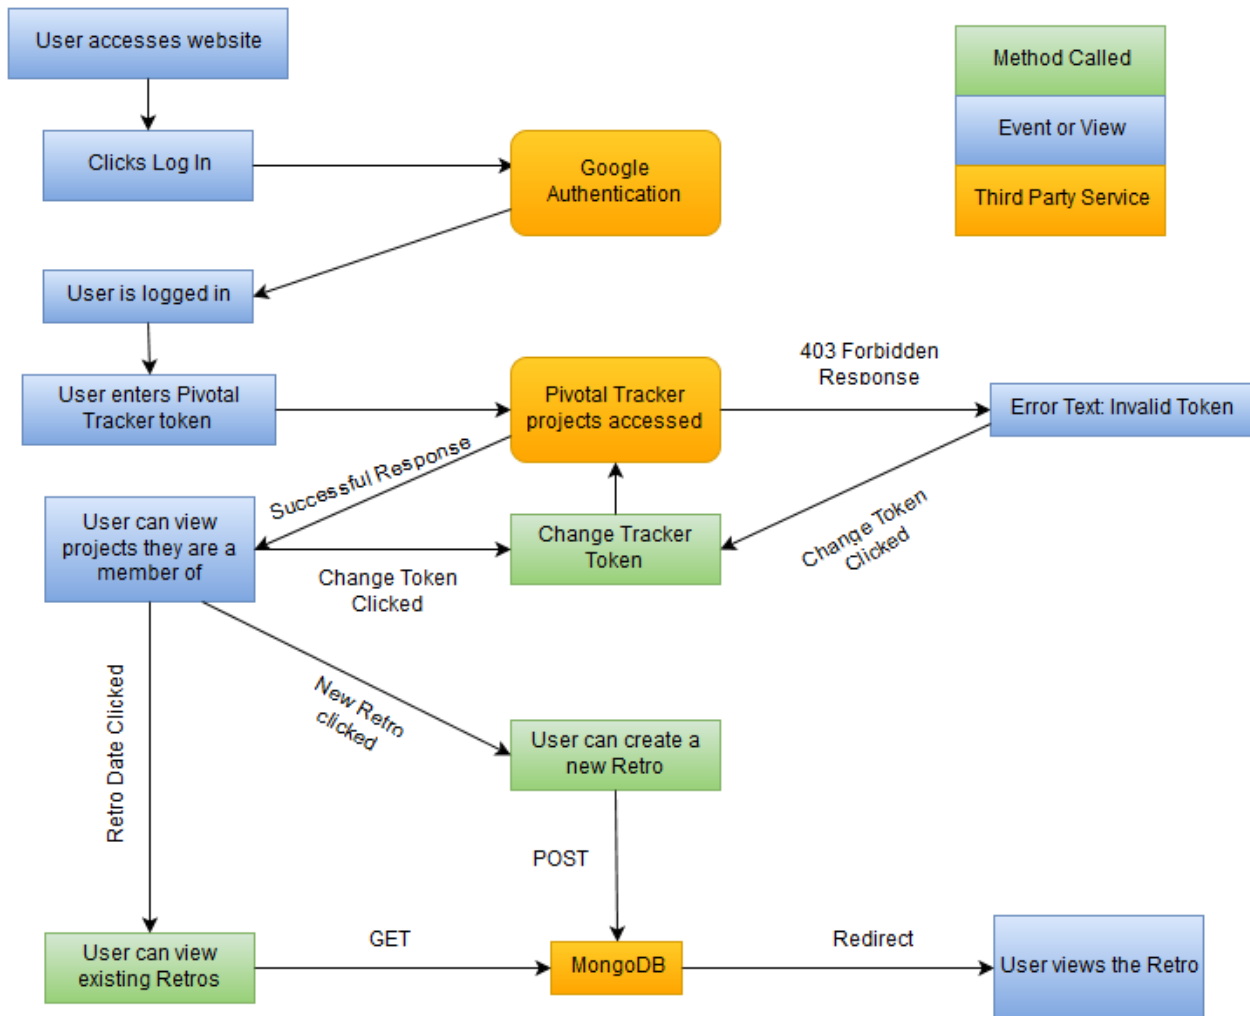 User accesses website
Method Called
Event or View
Third Party Service
Clicks Log In
Google
Authentication
User is logged in
User enters Pivotal
Tracker token
Pivotal Tracker
projects accessed
403 Forbidden
Response
Error Text: Invalid Token
Successful Response
User can view
projects they are a
member of
Change Token
Clicked
Change Tracker
Token
Change Token
Clicked
Retro Date Clicked
New Retro
clicked
User can create a
new Retro
POST
User can view
existing Retros
GET
MongoDB
Redirect
User views the Retro